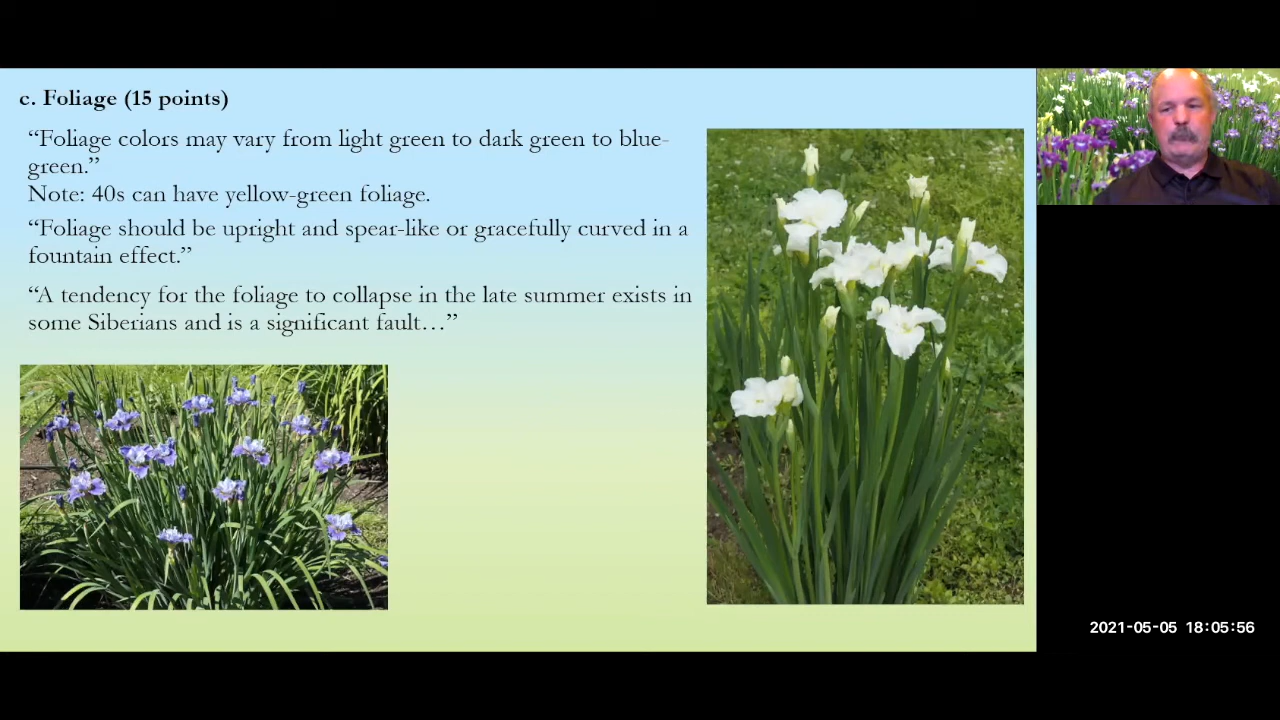 c. Foliage (15 points)
“Foliage colors may vary from light green to dark green to blue-
green.”
Note: 40s can have yellow-green foliage.
“Foliage should be upright and spear-like or gracefully curved in a
fountain effect.”
“A tendency for the foliage to collapse in the late summer exists in
some Siberians and is a significant fault…”
2021-05-05 18:05:56